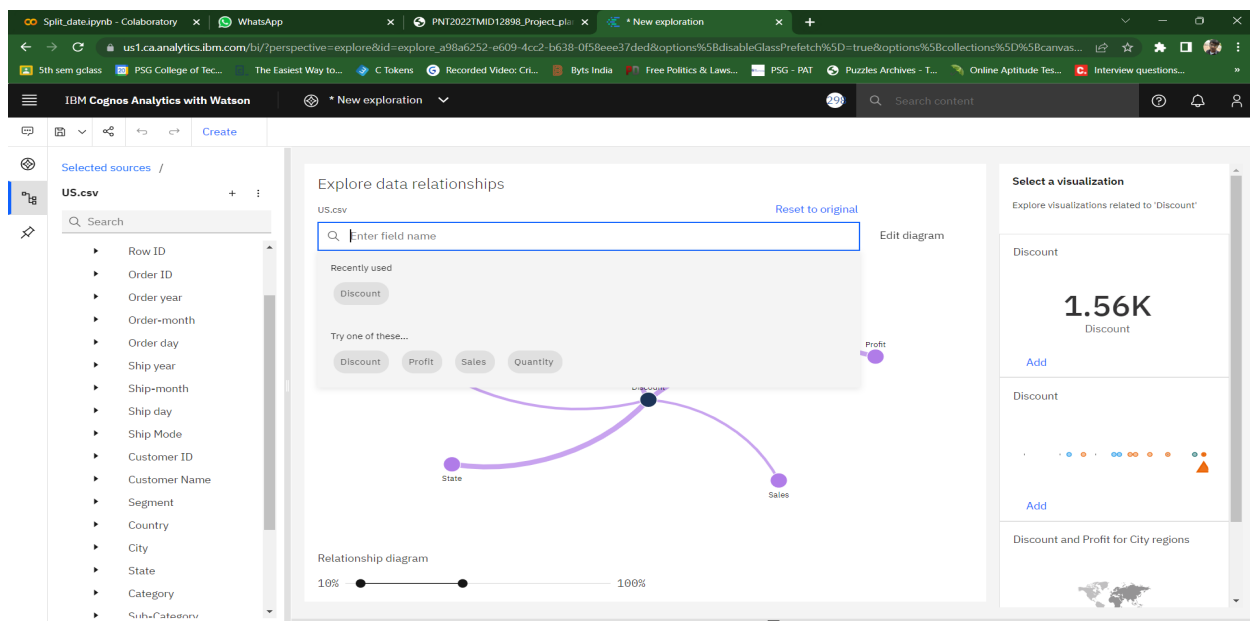 Split_date.ipynb - Colaboratory
WhatsApp
PNT2022TMID12898_Project_pla
* New exploration
us1.ca.analytics.ibm.com/bi/?perspective=explore&id=explore_a98a6252-e609-4cc2-b638-0f58eee37ded&options%5BdisableGlassPrefetch%5D=true&options%5Bcollections%5D%5Bcanvas...
5th sem gclass
PSG College of Tec...
The Easiest Way to...
C Tokens
Recorded Video: Cri...
Byts India
Free Politics & Laws...
PSG - PAT
Puzzles Archives - T...
Online Aptitude Tes...
Interview questions...
»
IBM Cognos Analytics with Watson
* New exploration
298
Search content
Create
Selected sources /
US.csv
Search
Row ID
Order ID
Order year
Order-month
Order day
Ship year
Ship-month
Ship day
Ship Mode
Customer ID
Customer Name
Segment
Country
City
State
Category
Sub-Category
Explore data relationships
US.csv
Reset to original
Enter field name
Edit diagram
Recently used
Discount
Try one of these...
Discount Profit Sales Quantity
Profit
Discount
State
Sales
Relationship diagram
10% 100%
Select a visualization
Explore visualizations related to 'Discount'
Discount
1.56K
Discount
Add
Discount
Add
Discount and Profit for City regions